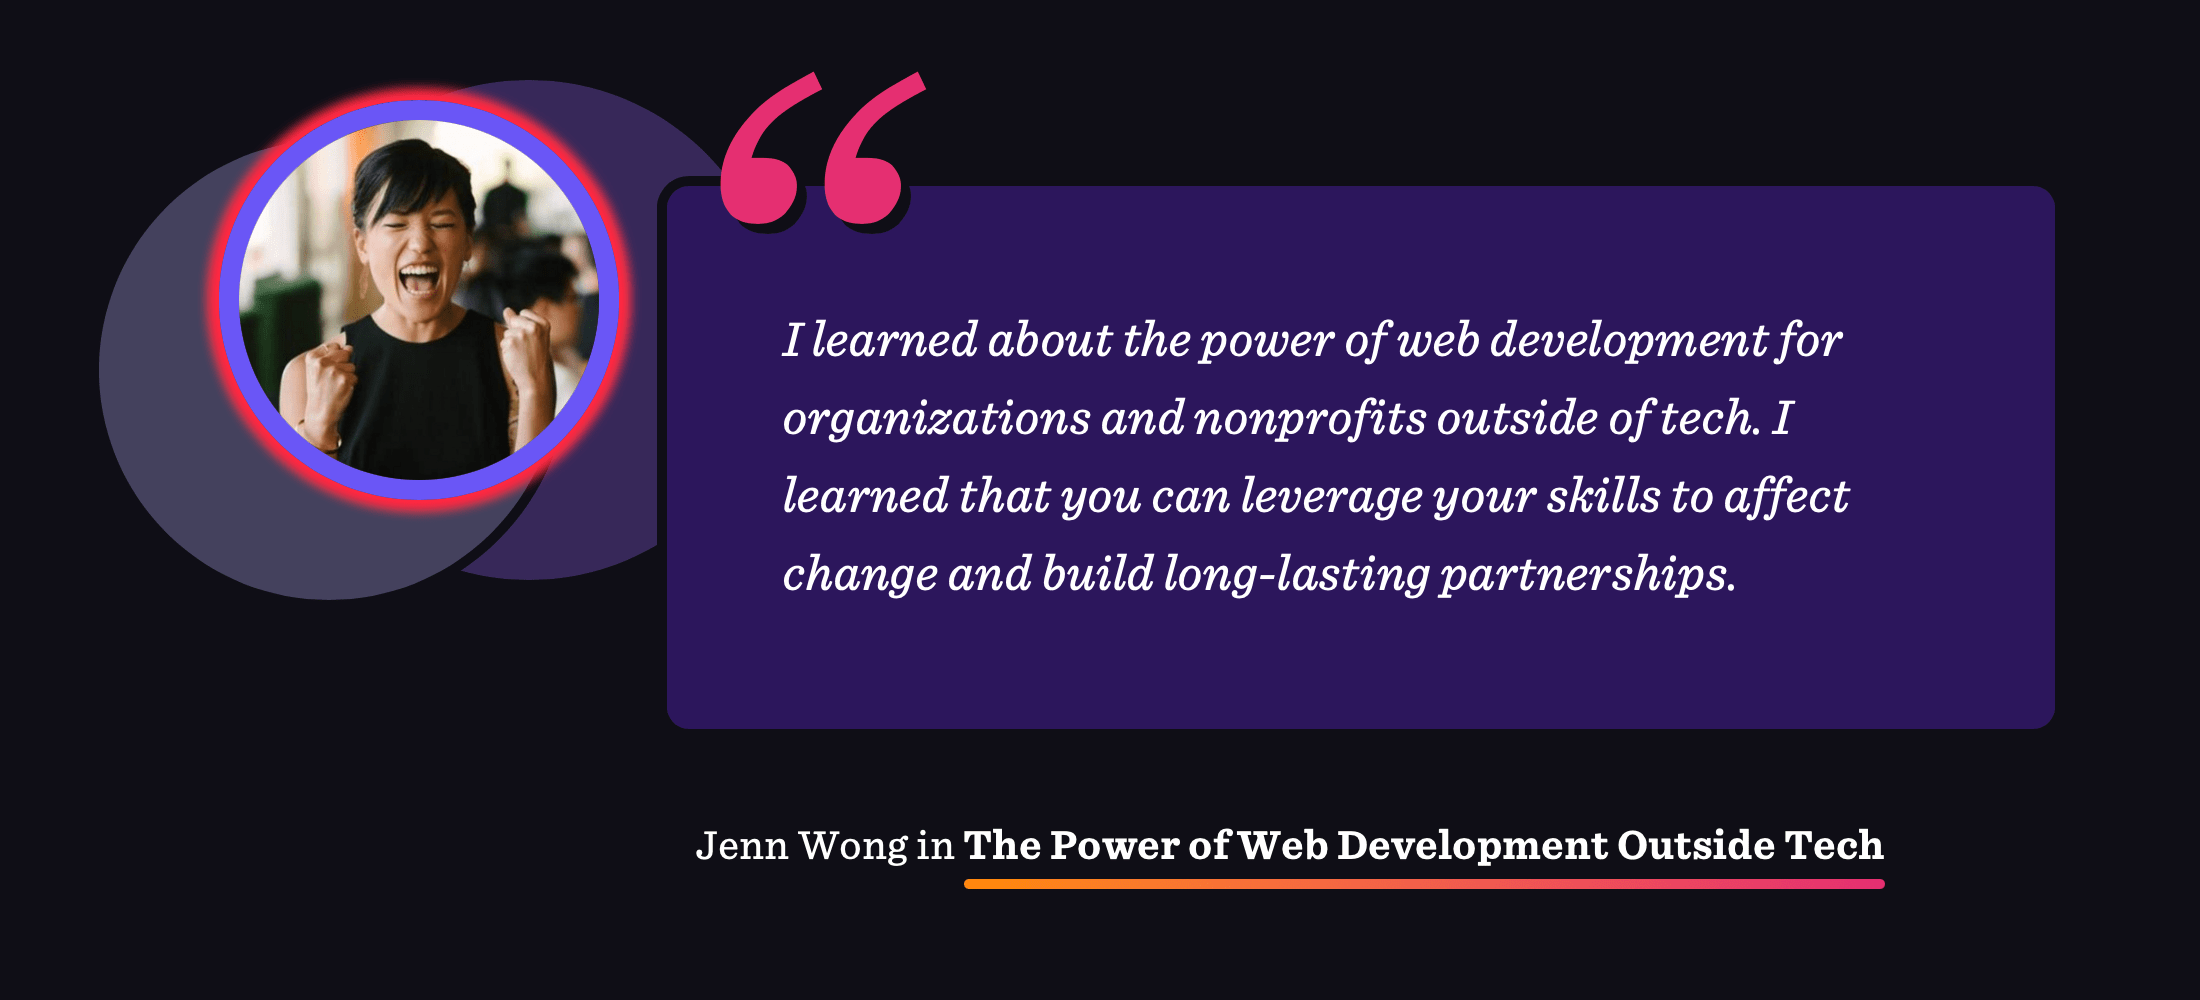 “
I learned about the power of web development for
organizations and nonprofits outside of tech. I
learned that you can leverage your skills to affect
change and build long-lasting partnerships.
Jenn Wong in The Power of Web Development Outside Tech